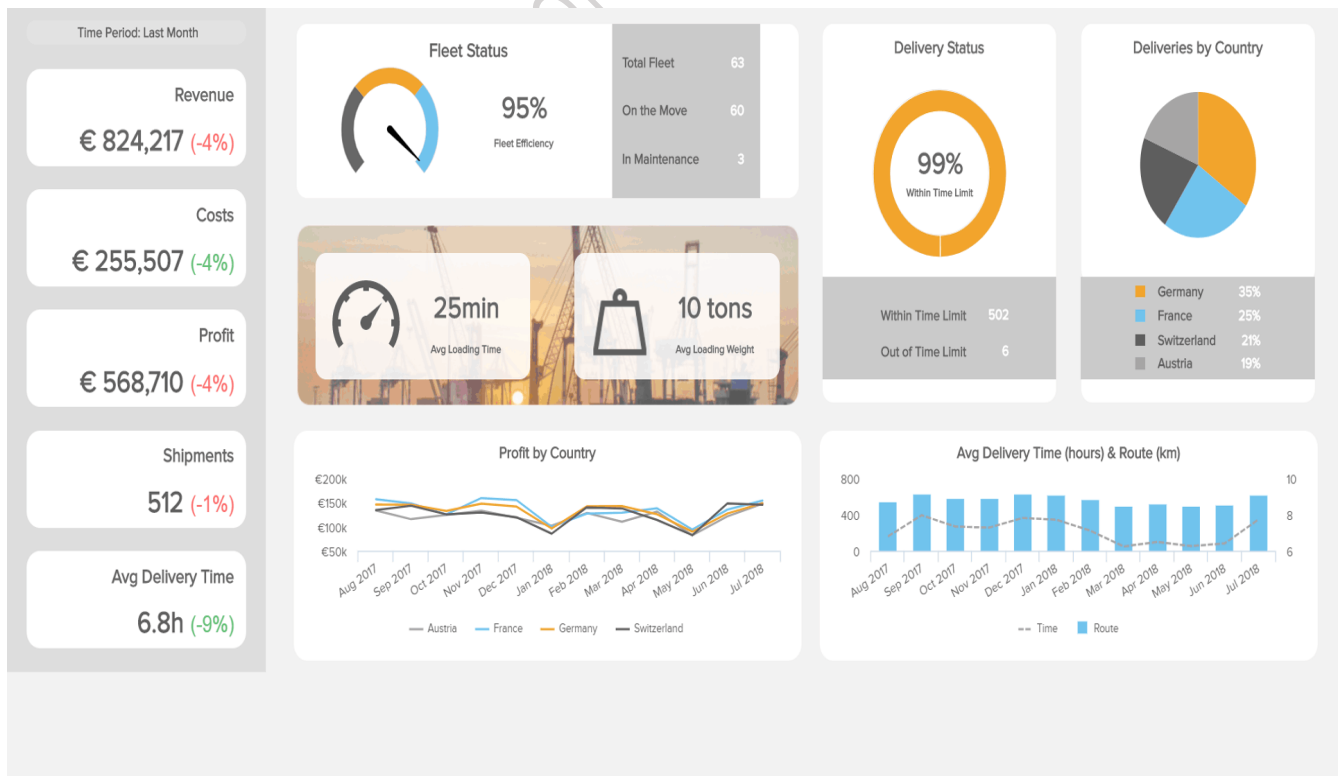 Time Period: Last Month
Revenue
€ 824,217 (-4%)
Costs
€ 255,507 (-4%)
Profit
€ 568,710 (-4%)
Shipments
512 (-1%)
Avg Delivery Time
6.8h (-9%)
Fleet Status
95%
Fleet Efficiency
Total Fleet 63
On the Move 60
In Maintenance 3
25min
Avg Loading Time
10 tons
Avg Loading Weight
Delivery Status
99%
Within Time Limit
Within Time Limit 502
Out of Time Limit 6
Deliveries by Country
Germany 35%
France 25%
Switzerland 21%
Austria 19%
Profit by Country
€200k
€150k
€100k
€50k
Aug 2017 Sep 2017 Oct 2017 Nov 2017 Dec 2017 Jan 2018 Feb 2018 Mar 2018 Apr 2018 May 2018 Jun 2018 Jul 2018
Austria France Germany Switzerland
Avg Delivery Time (hours) & Route (km)
800 10
400 8
0 6
Aug 2017 Sep 2017 Oct 2017 Nov 2017 Dec 2017 Jan 2018 Feb 2018 Mar 2018 Apr 2018 May 2018 Jun 2018 Jul 2018
Time Route